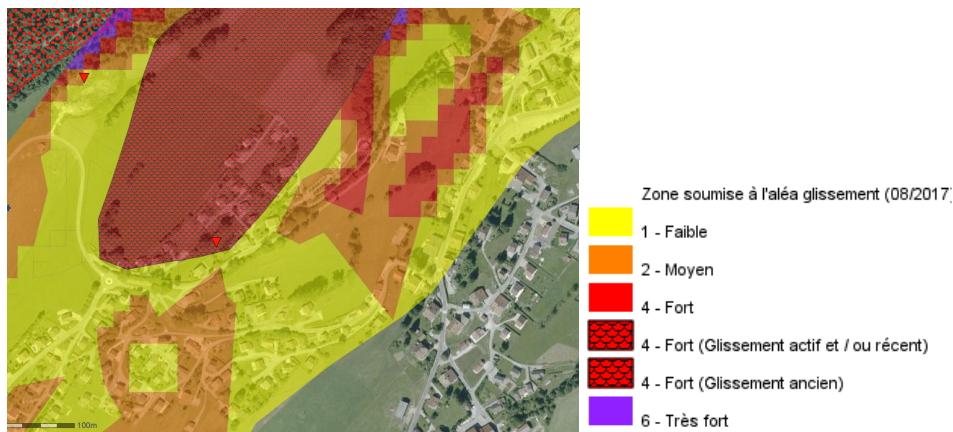 Zone soumise à l'aléa glissement (08/2017)
1 - Faible
2 - Moyen
4 - Fort
4 - Fort (Glissement actif et / ou récent)
4 - Fort (Glissement ancien)
6 - Très fort
100m